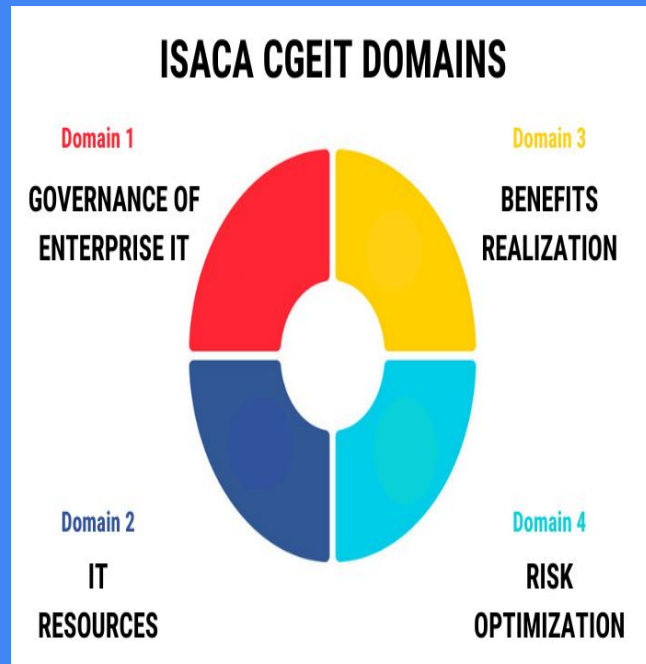 ISACA CGEIT DOMAINS
Domain 1
GOVERNANCE OF
ENTERPRISE IT
Domain 3
BENEFITS
REALIZATION
Domain 2
IT
RESOURCES
Domain 4
RISK
OPTIMIZATION